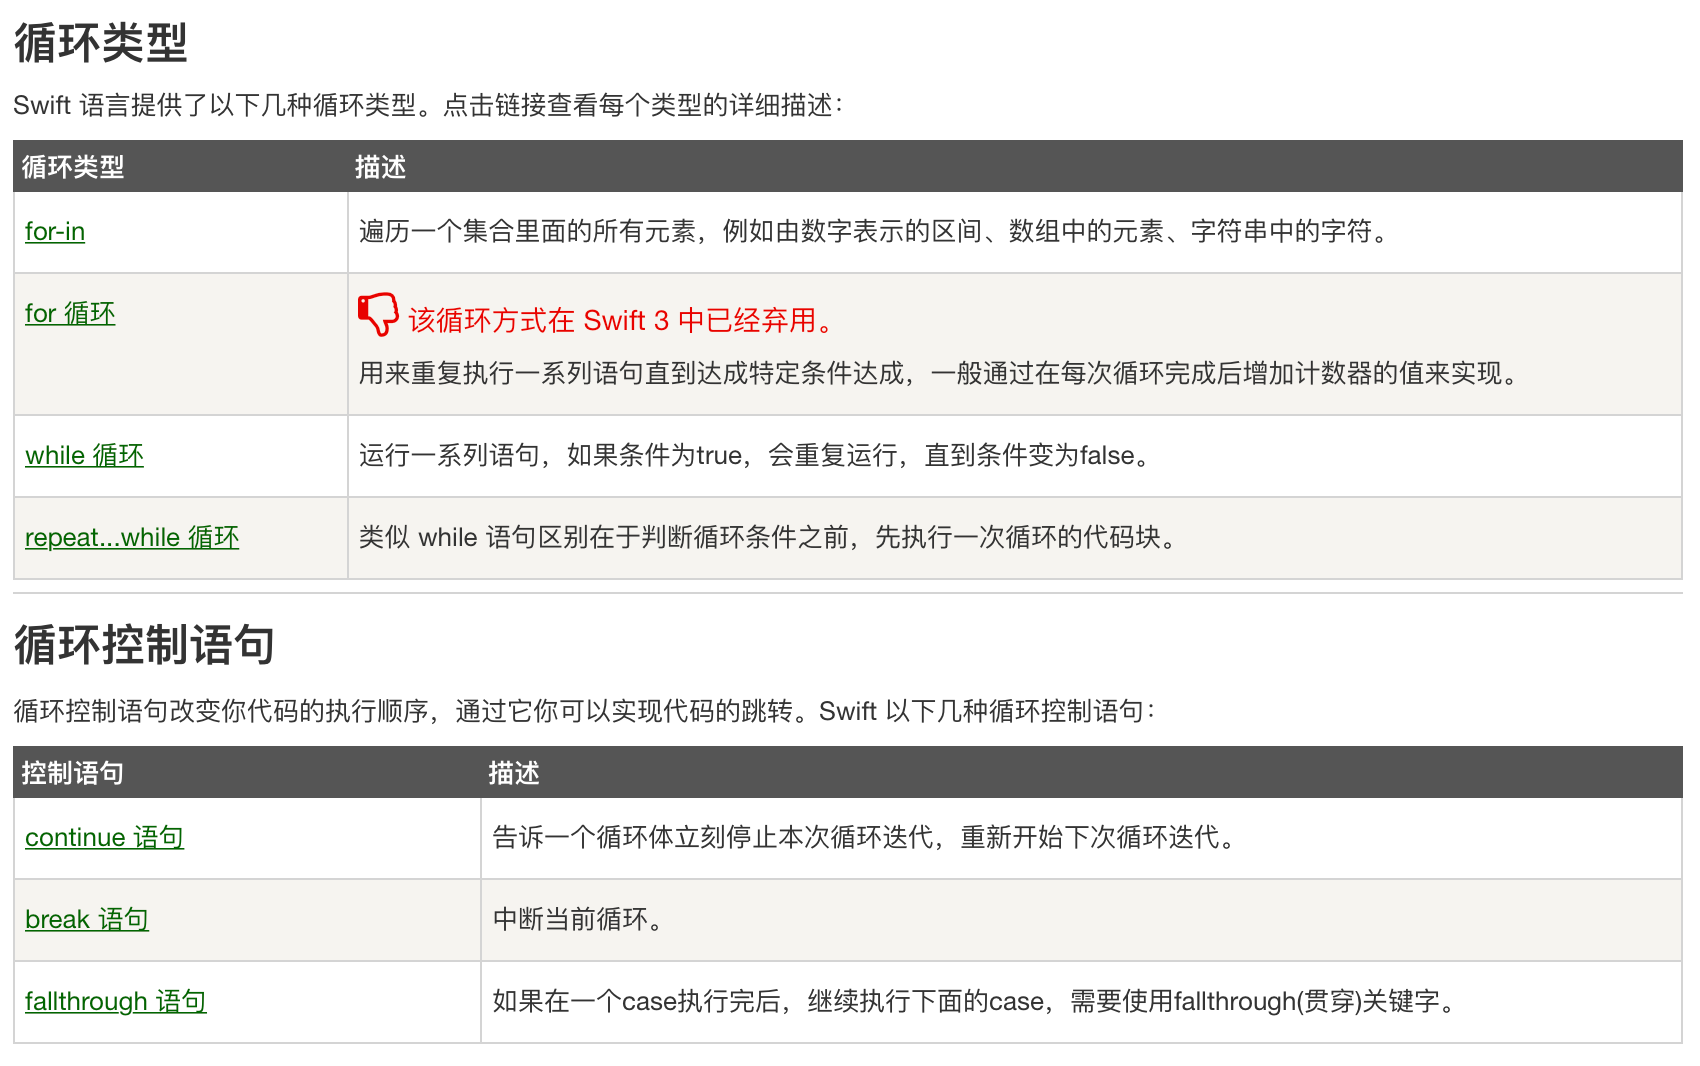 循环类型
Swift 语言提供了以下几种循环类型。点击链接查看每个类型的详细描述：
循环类型 描述
for-in 遍历一个集合里面的所有元素，例如由数字表示的区间、数组中的元素、字符串中的字符。
for 循环 该循环方式在 Swift 3 中已经弃用。
用来重复执行一系列语句直到达成特定条件达成，一般通过在每次循环完成后增加计数器的值来实现。
while 循环 运行一系列语句，如果条件为true，会重复运行，直到条件变为false。
repeat...while 循环 类似 while 语句区别在于判断循环条件之前，先执行一次循环的代码块。
循环控制语句
循环控制语句改变你代码的执行顺序，通过它你可以实现代码的跳转。Swift 以下几种循环控制语句：
控制语句 描述
continue 语句 告诉一个循环体立刻停止本次循环迭代，重新开始下次循环迭代。
break 语句 中断当前循环。
fallthrough 语句 如果在一个case执行完后，继续执行下面的case，需要使用fallthrough(贯穿)关键字。